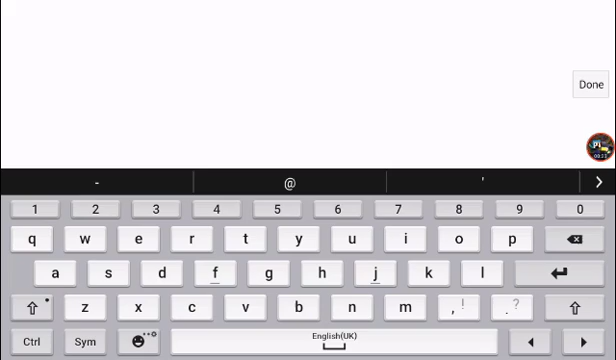 Done
- @ '
1 2 3 4 5 6 7 8 9 0
q w e r t y u i o p
a s d f g h j k l
z x c v b n m , ! . ?
Ctrl Sym English(UK)